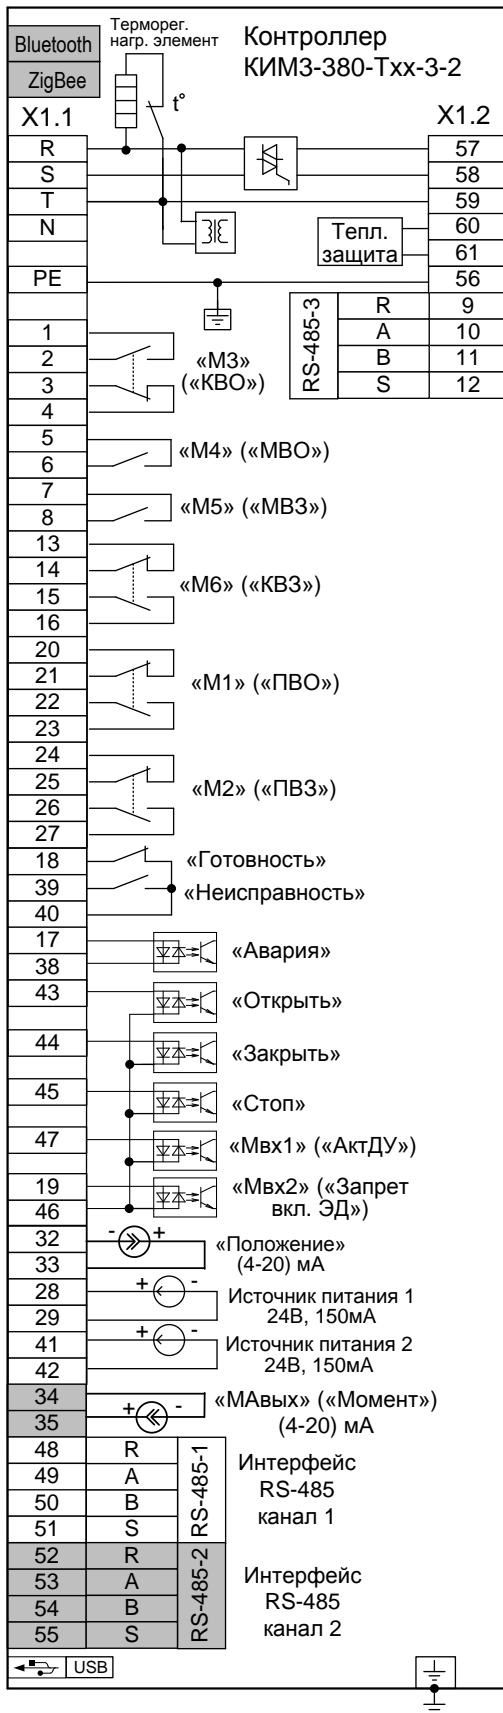 Bluetooth
ZigBee
Терморег.
нагр. элемент
Контроллер
КИМ3-380-Тхх-3-2
t°
X1.1
X1.2
R
57
S
58
T
59
N
60
Тепл.
защита
61
PE
56
RS-485-3
R
9
A
10
B
11
S
12
1
2
3
4
«М3»
(«КВО»)
5
6
«М4» («МВО»)
7
8
«М5» («МВЗ»)
13
14
15
16
«М6» («КВЗ»)
20
21
22
23
«М1» («ПВО»)
24
25
26
27
«М2» («ПВЗ»)
18
«Готовность»
39
«Неисправность»
40
17
«Авария»
38
43
«Открыть»
44
«Закрыть»
45
«Стоп»
47
«Мвх1» («АктДУ»)
19
«Мвх2» («Запрет
вкл. ЭД»)
46
32
- +
«Положение»
(4-20) мА
33
28
+ -
Источник питания 1
24В, 150мА
29
41
+ -
Источник питания 2
24В, 150мА
42
34
«МАвых» («Момент»)
(4-20) мА
35
+ -
48
R
49
A
50
B
51
S
RS-485-1
Интерфейс
RS-485
канал 1
52
R
53
A
54
B
55
S
RS-485-2
Интерфейс
RS-485
канал 2
USB